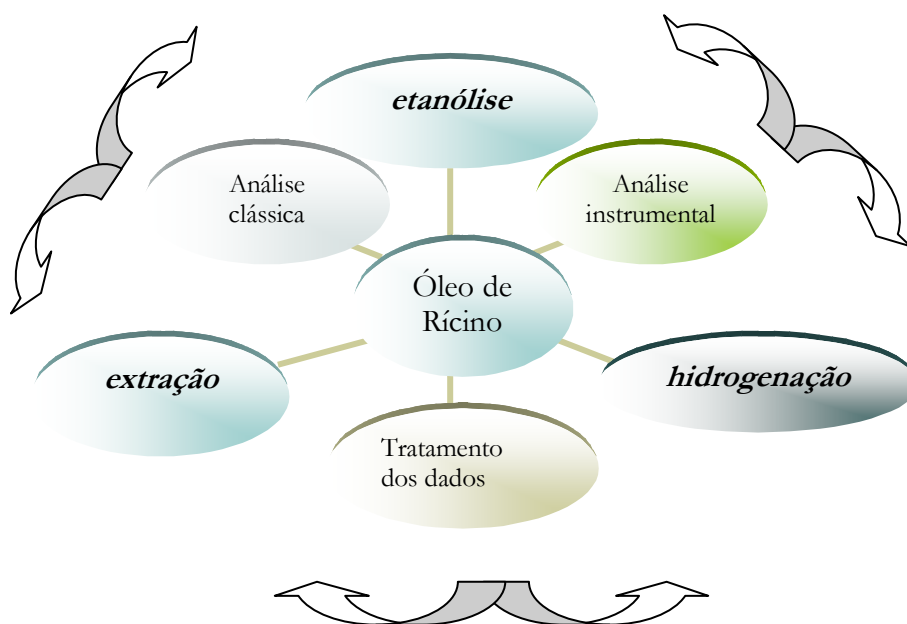 etanólise
Análise
clássica
Análise
instrumental
Óleo de
Rícino
extração
hidrogenação
Tratamento
dos dados